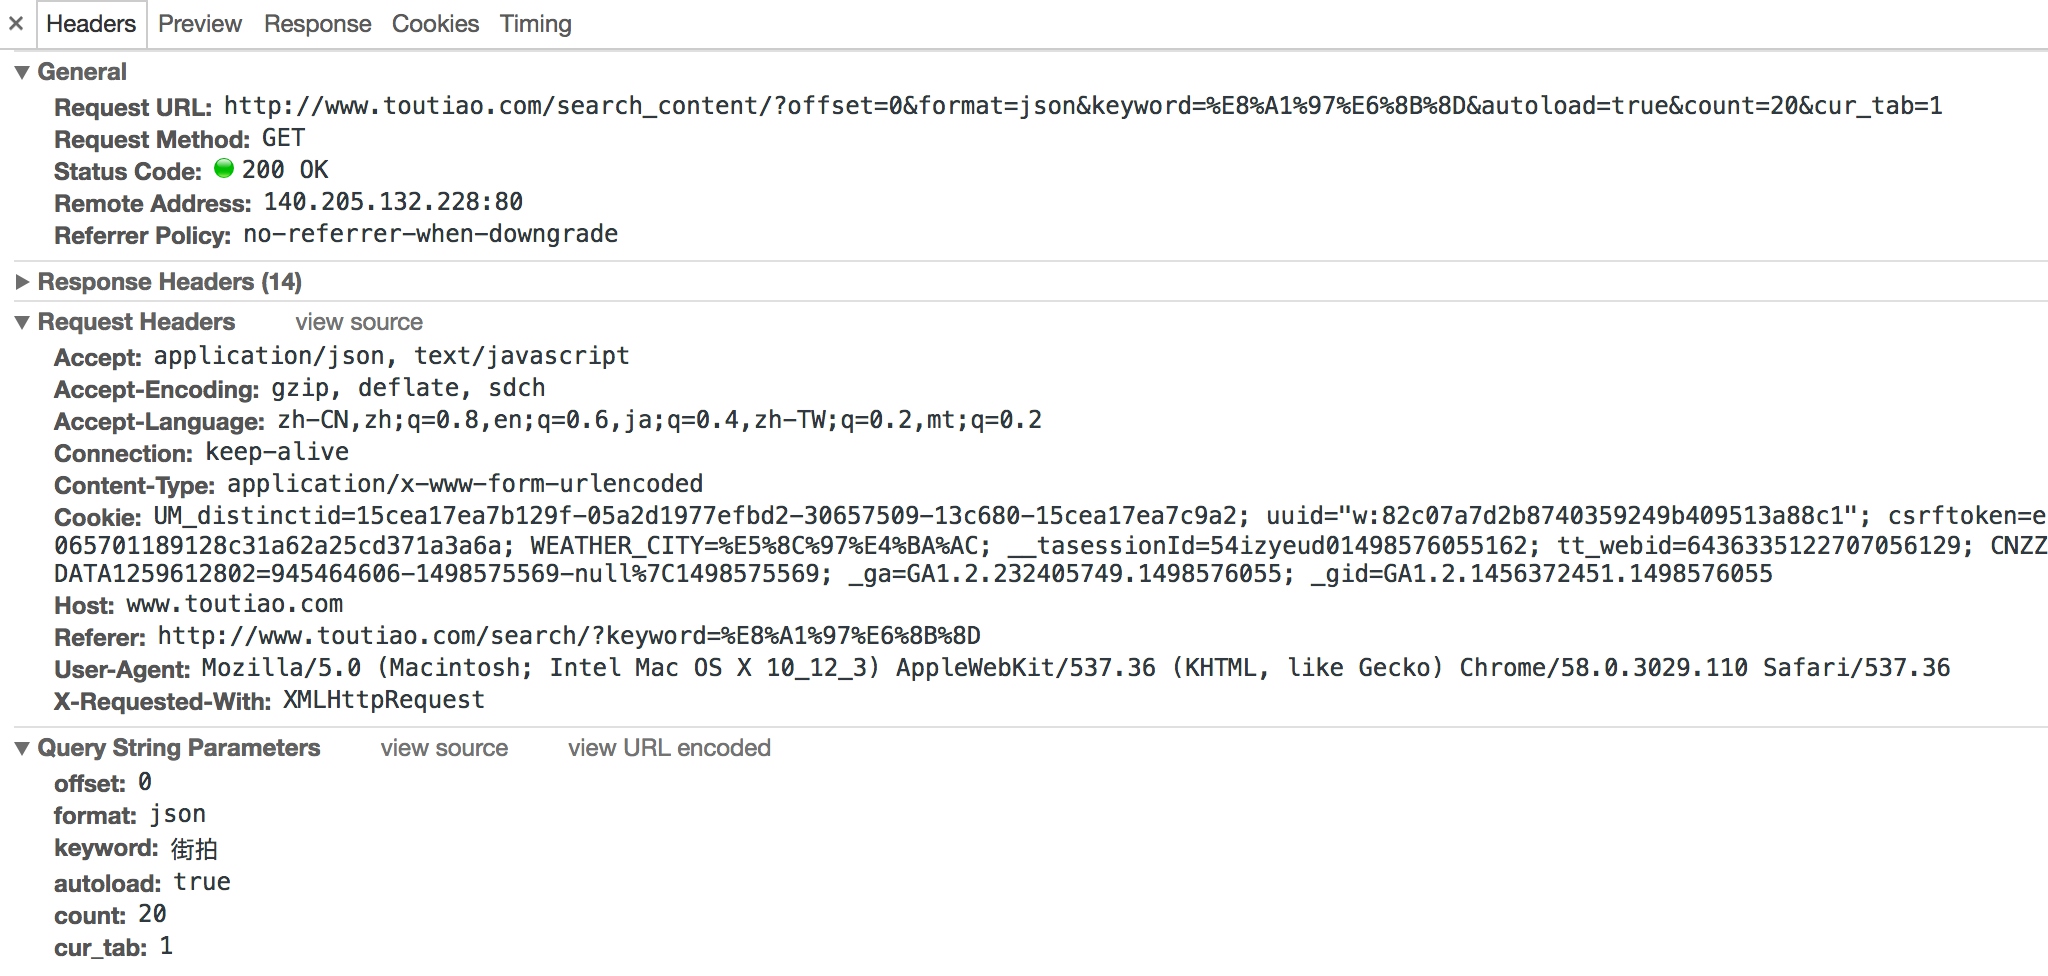 × Headers Preview Response Cookies Timing
▼ General
Request URL: http://www.toutiao.com/search_content/?offset=0&format=json&keyword=%E8%A1%97%E6%8B%8D&autoload=true&count=20&cur_tab=1
Request Method: GET
Status Code: 200 OK
Remote Address: 140.205.132.228:80
Referrer Policy: no-referrer-when-downgrade
▶ Response Headers (14)
▼ Request Headers view source
Accept: application/json, text/javascript
Accept-Encoding: gzip, deflate, sdch
Accept-Language: zh-CN,zh;q=0.8,en;q=0.6,ja;q=0.4,zh-TW;q=0.2,mt;q=0.2
Connection: keep-alive
Content-Type: application/x-www-form-urlencoded
Cookie: UM_distinctid=15cea17ea7b129f-05a2d1977efbd2-30657509-13c680-15cea17ea7c9a2; uuid="w:82c07a7d2b8740359249b409513a88c1"; csrftoken=e
065701189128c31a62a25cd371a3a6a; WEATHER_CITY=%E5%8C%97%E4%BA%AC; __tasessionId=54izyeud01498576055162; tt_webid=6436335122707056129; CNZZ
DATA1259612802=945464606-1498575569-null%7C1498575569; _ga=GA1.2.232405749.1498576055; _gid=GA1.2.1456372451.1498576055
Host: www.toutiao.com
Referer: http://www.toutiao.com/search/?keyword=%E8%A1%97%E6%8B%8D
User-Agent: Mozilla/5.0 (Macintosh; Intel Mac OS X 10_12_3) AppleWebKit/537.36 (KHTML, like Gecko) Chrome/58.0.3029.110 Safari/537.36
X-Requested-With: XMLHttpRequest
▼ Query String Parameters view source view URL encoded
offset: 0
format: json
keyword: 街拍
autoload: true
count: 20
cur_tab: 1